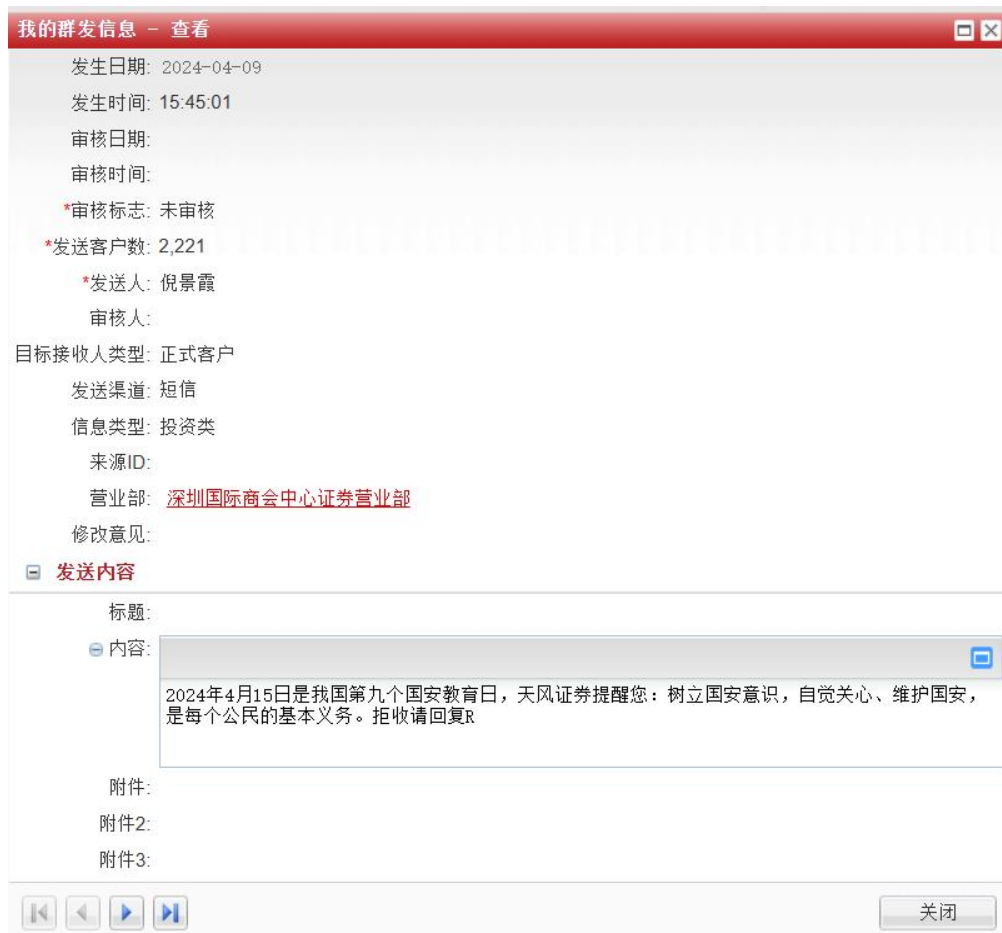 我的群发信息 - 查看
发生日期: 2024-04-09
发生时间: 15:45:01
审核日期:
审核时间:
*审核标志: 未审核
*发送客户数: 2,221
*发送人: 倪景霞
审核人:
目标接收人类型: 正式客户
发送渠道: 短信
信息类型: 投资类
来源ID:
营业部: 深圳国际商会中心证券营业部
修改意见:
发送内容
标题:
内容:
2024年4月15日是我国第九个国安教育日，天风证券提醒您：树立国安意识，自觉关心、维护国安，
是每个公民的基本义务。拒收请回复R
附件:
附件2:
附件3:
关闭